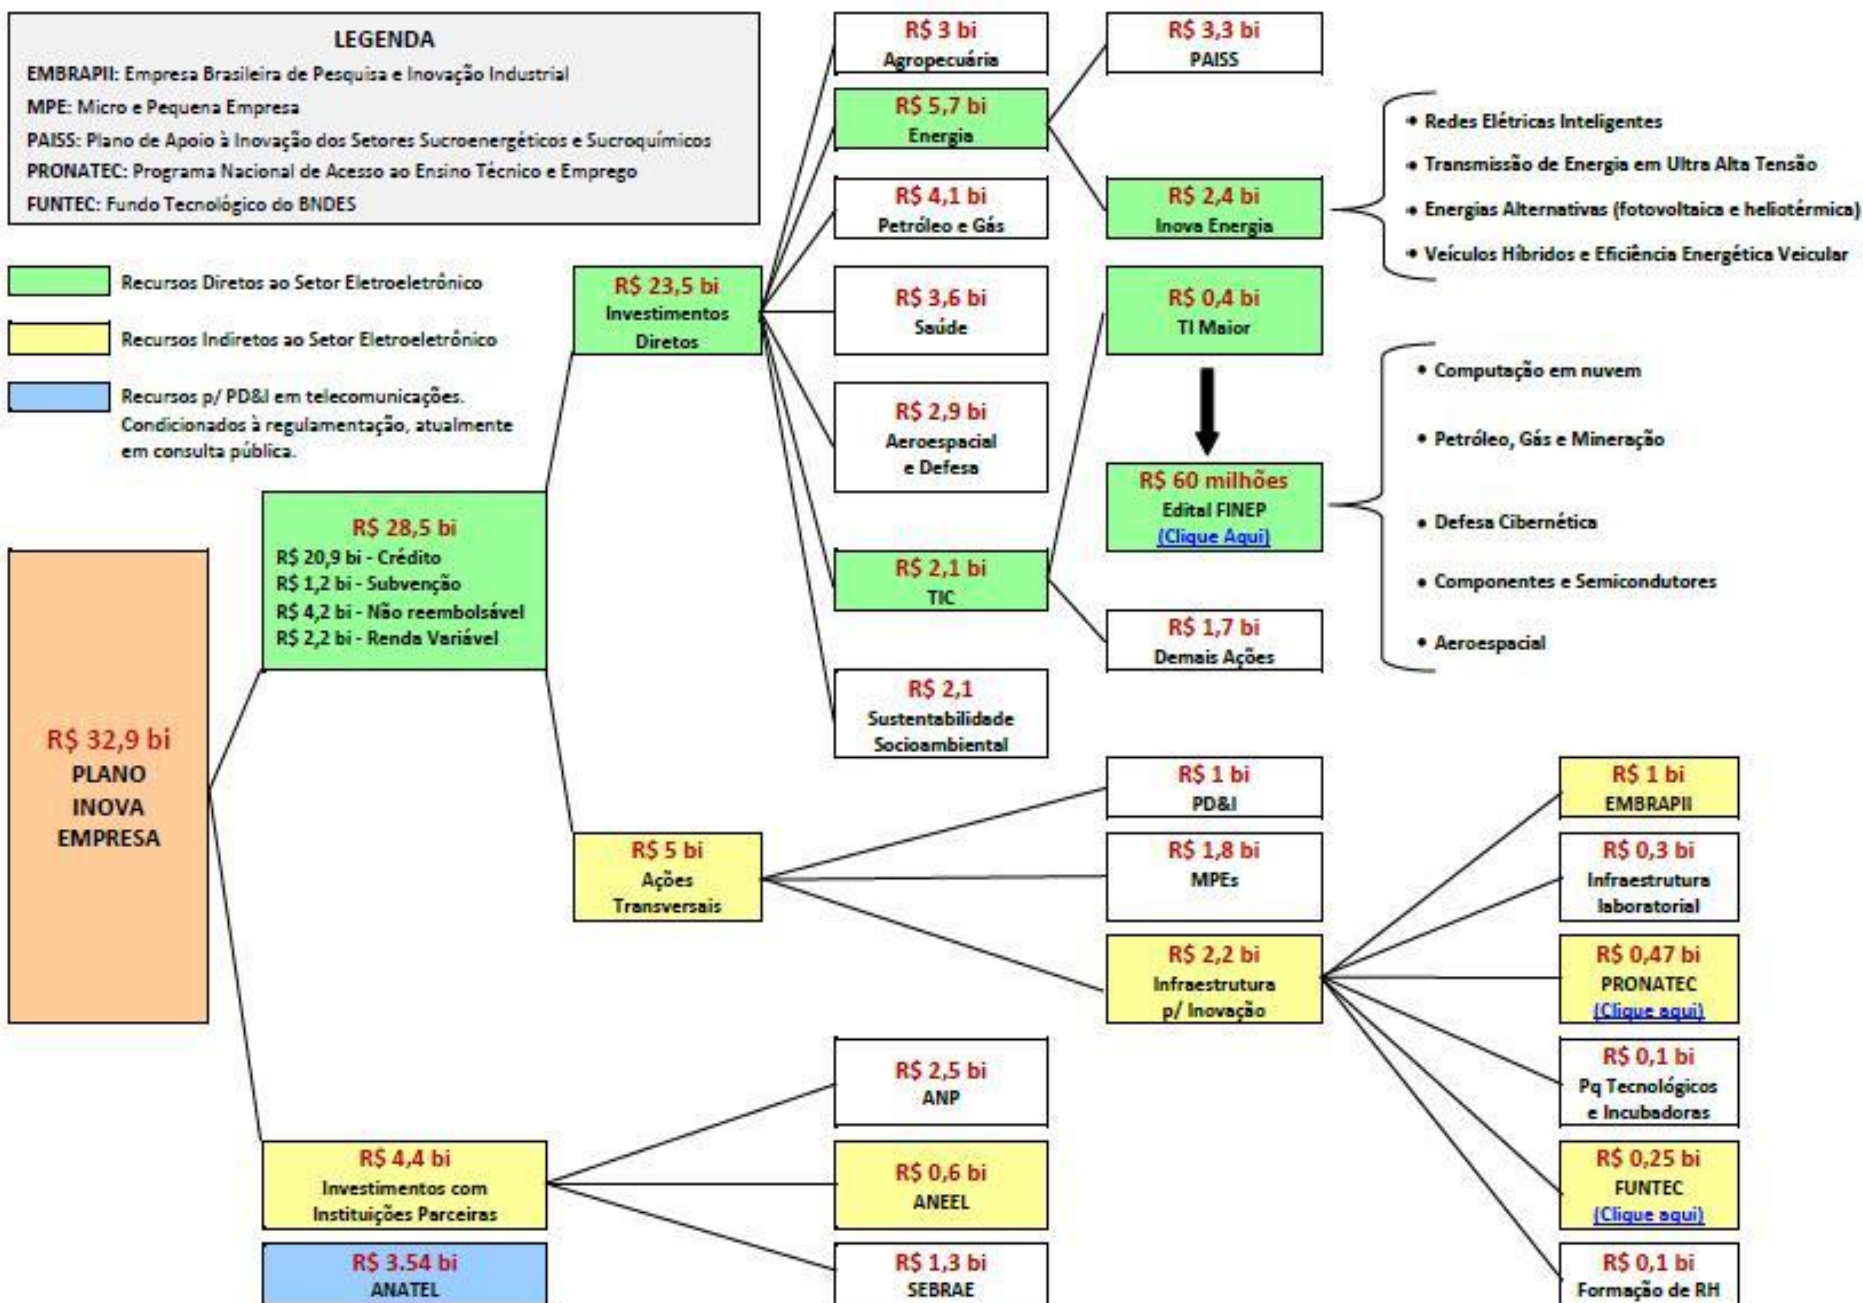 LEGENDA
EMBRAPII: Empresa Brasileira de Pesquisa e Inovação Industrial
MPE: Micro e Pequena Empresa
PAISS: Plano de Apoio à Inovação dos Setores Sucroenergéticos e Sucroquímicos
PRONATEC: Programa Nacional de Acesso ao Ensino Técnico e Emprego
FUNTEC: Fundo Tecnológico do BNDES
Recursos Diretos ao Setor Eletroeletrônico
Recursos Indiretos ao Setor Eletroeletrônico
Recursos p/ PD&I em telecomunicações.
Condicionados à regulamentação, atualmente
em consulta pública.
R$ 32,9 bi
PLANO
INOVA
EMPRESA
R$ 28,5 bi
R$ 20,9 bi - Crédito
R$ 1,2 bi - Subvenção
R$ 4,2 bi - Não reembolsável
R$ 2,2 bi - Renda Variável
R$ 4,4 bi
Investimentos com
Instituições Parceiras
R$ 3.54 bi
ANATEL
R$ 23,5 bi
Investimentos
Diretos
R$ 5 bi
Ações
Transversais
R$ 3 bi
Agropecuária
R$ 5,7 bi
Energia
R$ 4,1 bi
Petróleo e Gás
R$ 3,6 bi
Saúde
R$ 2,9 bi
Aeroespacial
e Defesa
R$ 2,1 bi
TIC
R$ 2,1
Sustentabilidade
Socioambiental
R$ 2,5 bi
ANP
R$ 0,6 bi
ANEEL
R$ 1,3 bi
SEBRAE
R$ 3,3 bi
PAISS
R$ 2,4 bi
Inova Energia
R$ 0,4 bi
TI Maior
R$ 60 milhões
Edital FINEP
(Clique Aqui)
R$ 1,7 bi
Demais Ações
R$ 1 bi
PD&I
R$ 1,8 bi
MPEs
R$ 2,2 bi
Infraestrutura
p/ Inovação
• Redes Elétricas Inteligentes
• Transmissão de Energia em Ultra Alta Tensão
• Energias Alternativas (fotovoltaica e heliotérmica)
• Veículos Híbridos e Eficiência Energética Veicular
• Computação em nuvem
• Petróleo, Gás e Mineração
• Defesa Cibernética
• Componentes e Semicondutores
• Aeroespacial
R$ 1 bi
EMBRAPII
R$ 0,3 bi
Infraestrutura
laboratorial
R$ 0,47 bi
PRONATEC
(Clique aqui)
R$ 0,1 bi
Pq Tecnológicos
e Incubadoras
R$ 0,25 bi
FUNTEC
(Clique aqui)
R$ 0,1 bi
Formação de RH